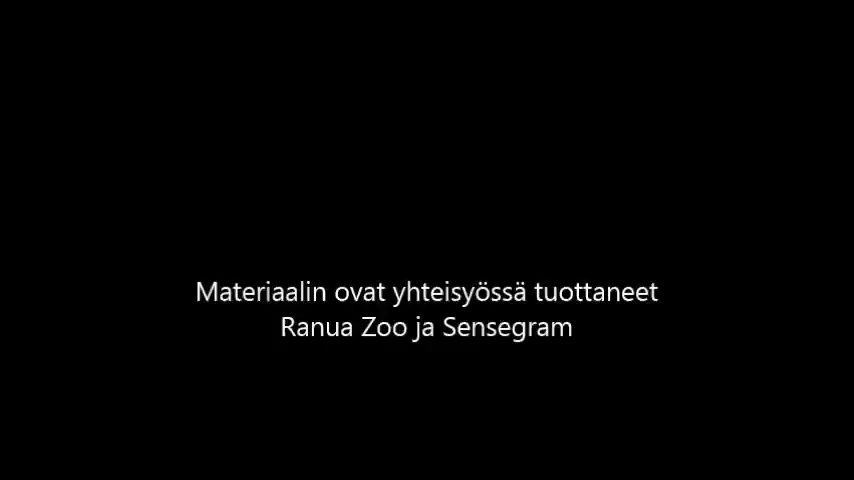 Materiaalin ovat yhteisyössä tuottaneet
Ranua Zoo ja Sensegram